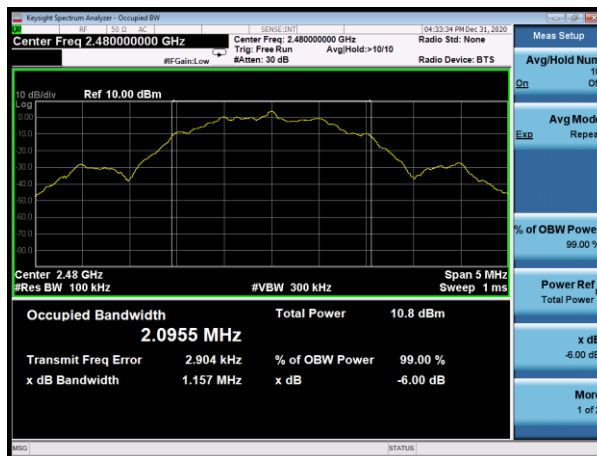 Keysight Spectrum Analyzer - Occupied BW
RF 50 Ω AC SENSE:INT 04:33:34 PM Dec 31, 2020
Center Freq 2.480000000 GHz Center Freq: 2.480000000 GHz Radio Std: None
Trig: Free Run Avg|Hold:>10/10
#IFGain:Low #Atten: 30 dB Radio Device: BTS
10 dB/div Ref 10.00 dBm
Log
0.00
-10.0
-20.0
-30.0
-40.0
-50.0
-60.0
-70.0
-80.0
Center 2.48 GHz Span 5 MHz
#Res BW 100 kHz #VBW 300 kHz Sweep 1 ms
Occupied Bandwidth Total Power 10.8 dBm
2.0955 MHz
Transmit Freq Error 2.904 kHz % of OBW Power 99.00 %
x dB Bandwidth 1.157 MHz x dB -6.00 dB
MSG STATUS
Meas Setup
Avg/Hold Num
10
On Off
Avg Mode
Exp Repea
% of OBW Power
99.00 %
Power Ref
Total Power
x dB
-6.00 dB
More
1 of 2